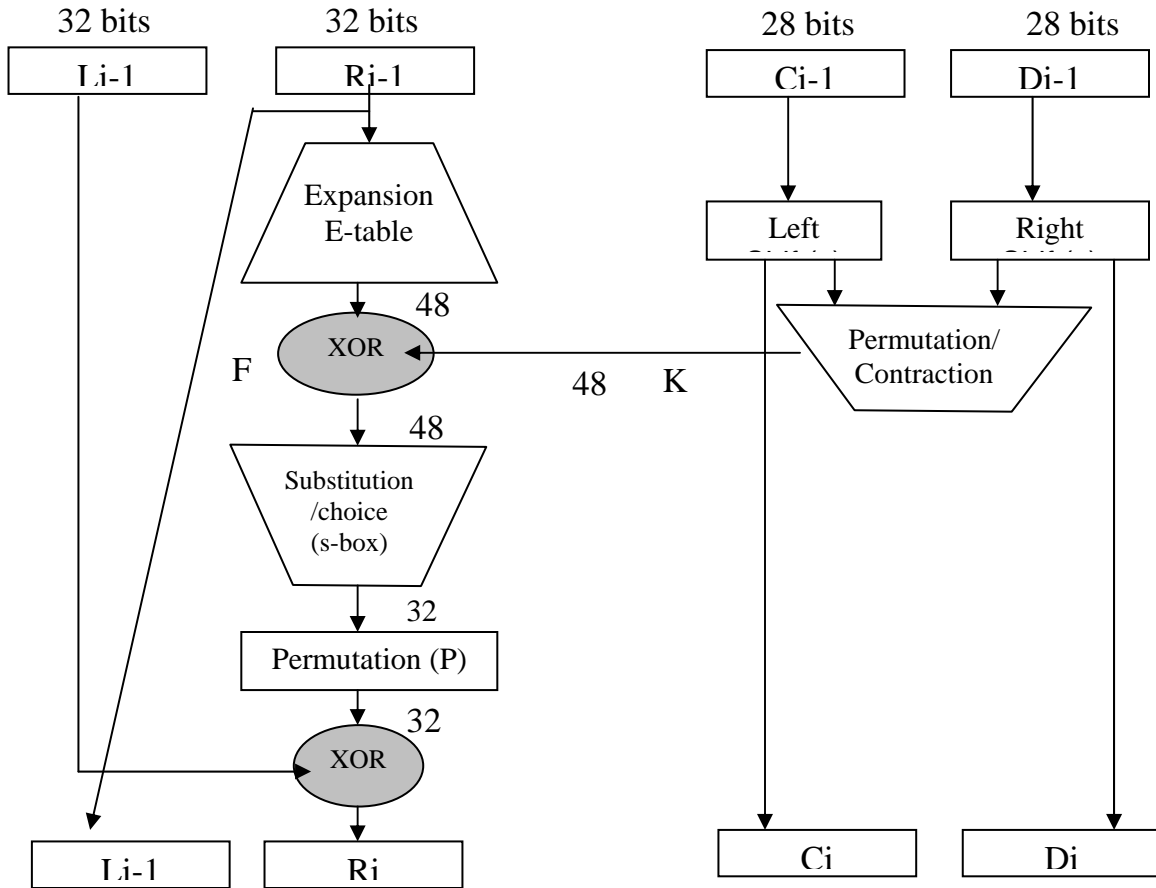 32 bits
32 bits
28 bits
28 bits
Li-1
Ri-1
Ci-1
Di-1
Expansion
E-table
Left
Right
48
XOR
F
48
K
Permutation/
Contraction
48
Substitution
/choice
(s-box)
32
Permutation (P)
32
XOR
Li-1
Ri
Ci
Di